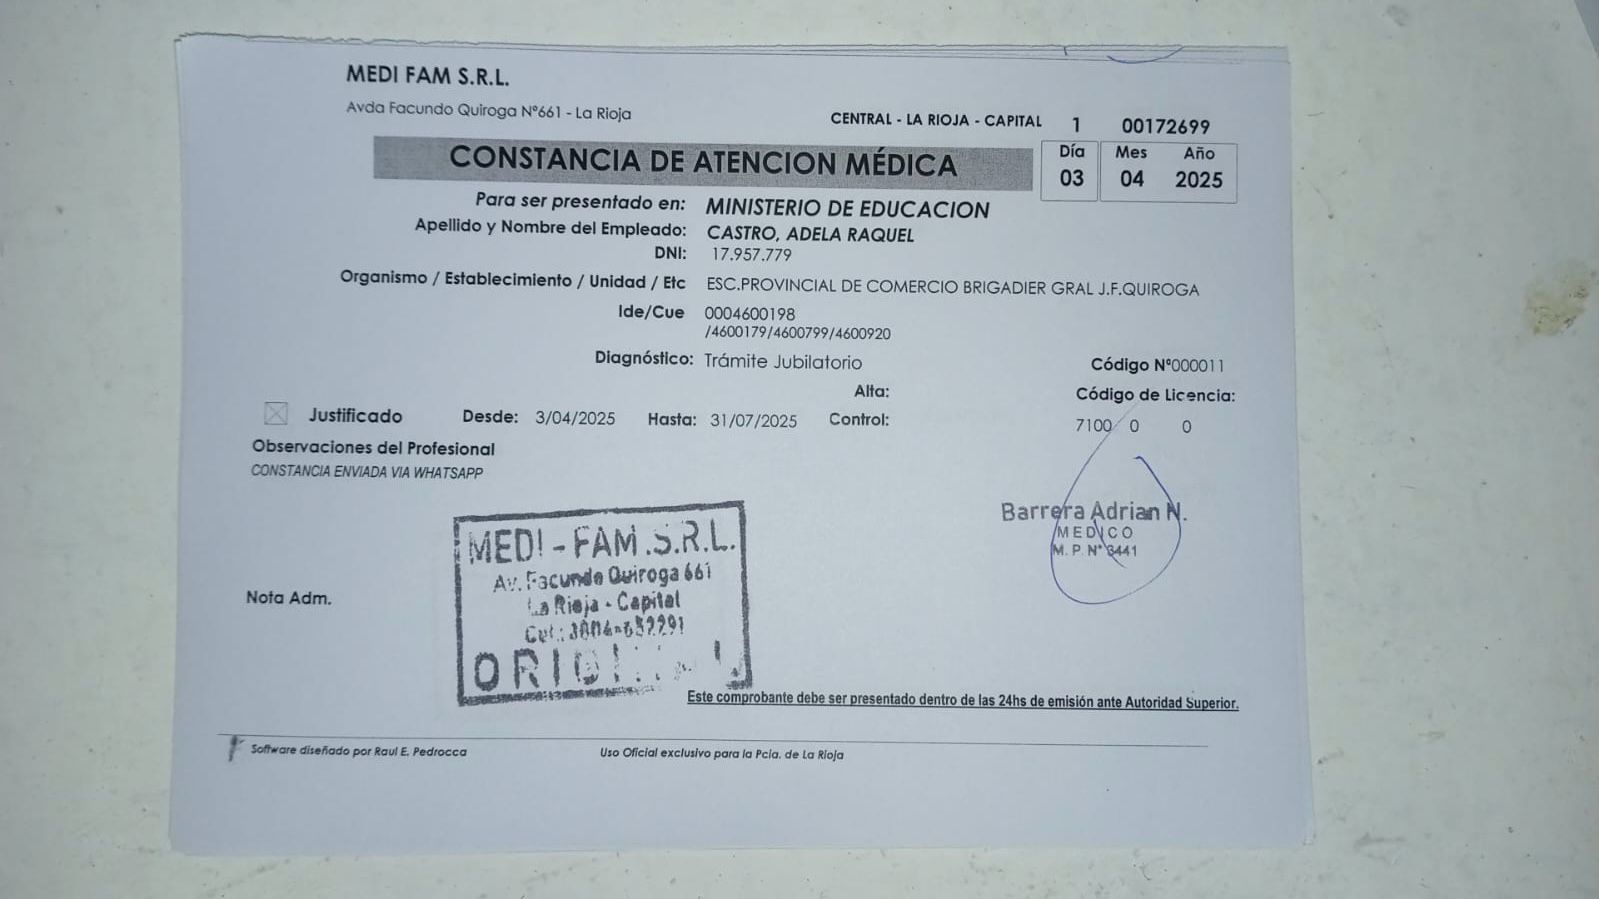 MEDI FAM S.R.L.
Avda Facundo Quiroga Nº661 - La Rioja
CENTRAL - LA RIOJA - CAPITAL 1 00172699
CONSTANCIA DE ATENCION MÉDICA
Día Mes Año
03 04 2025
Para ser presentado en: MINISTERIO DE EDUCACION
Apellido y Nombre del Empleado: CASTRO, ADELA RAQUEL
DNI: 17.957.779
Organismo / Establecimiento / Unidad / Etc ESC.PROVINCIAL DE COMERCIO BRIGADIER GRAL J.F.QUIROGA
Ide/Cue 0004600198
/4600179/4600799/4600920
Diagnóstico: Trámite Jubilatorio Código Nº000011
Alta: Código de Licencia:
Justificado Desde: 3/04/2025 Hasta: 31/07/2025 Control: 7100 0 0
Observaciones del Profesional
CONSTANCIA ENVIADA VIA WHATSAPP
Barrera Adrian N.
MEDICO
M. P. N° 3441
MEDI-FAM.S.R.L.
Av. Facundo Quiroga 661
La Rioja - Capital
Nota Adm.
Este comprobante debe ser presentado dentro de las 24hs de emisión ante Autoridad Superior.
Software diseñado por Raul E. Pedrocca
Uso Oficial exclusivo para la Pcia. de La Rioja